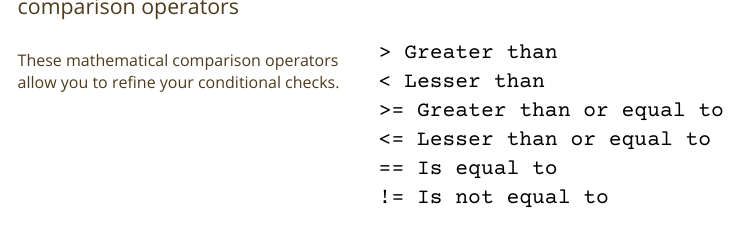 comparison operators
These mathematical comparison operators
allow you to refine your conditional checks.
> Greater than
< Lesser than
>= Greater than or equal to
<= Lesser than or equal to
== Is equal to
!= Is not equal to